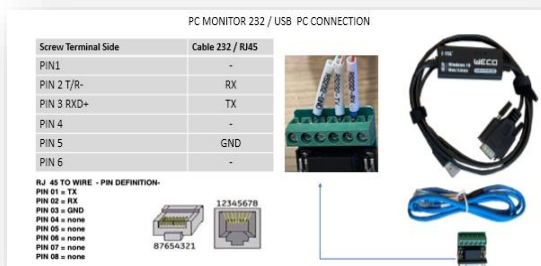 PC MONITOR 232 / USB PC CONNECTION
Screw Terminal Side Cable 232 / RJ45
PIN1 -
PIN 2 T/R- RX
PIN 3 RXD+ TX
PIN 4 -
PIN 5 GND
PIN 6 -
RJ 45 TO WIRE - PIN DEFINITION-
PIN 01 = TX
PIN 02 = RX
PIN 03 = GND
PIN 04 = none
PIN 05 = none
PIN 06 = none
PIN 07 = none
PIN 08 = none
12345678
87654321
WECO